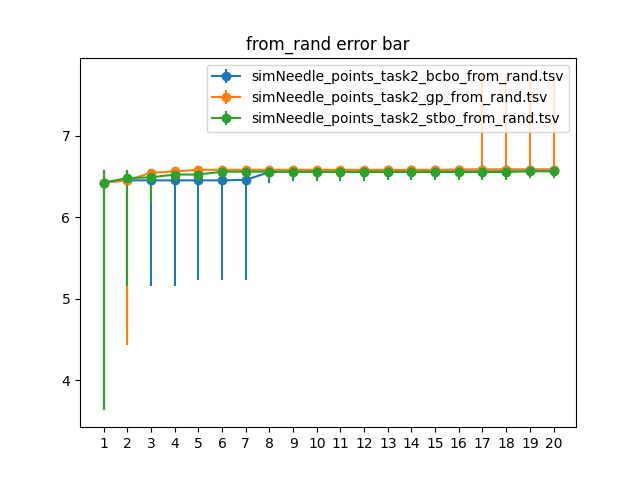 from_rand error bar
simNeedle_points_task2_bcbo_from_rand.tsv
simNeedle_points_task2_gp_from_rand.tsv
simNeedle_points_task2_stbo_from_rand.tsv
7
6
5
4
1 2 3 4 5 6 7 8 9 10 11 12 13 14 15 16 17 18 19 20